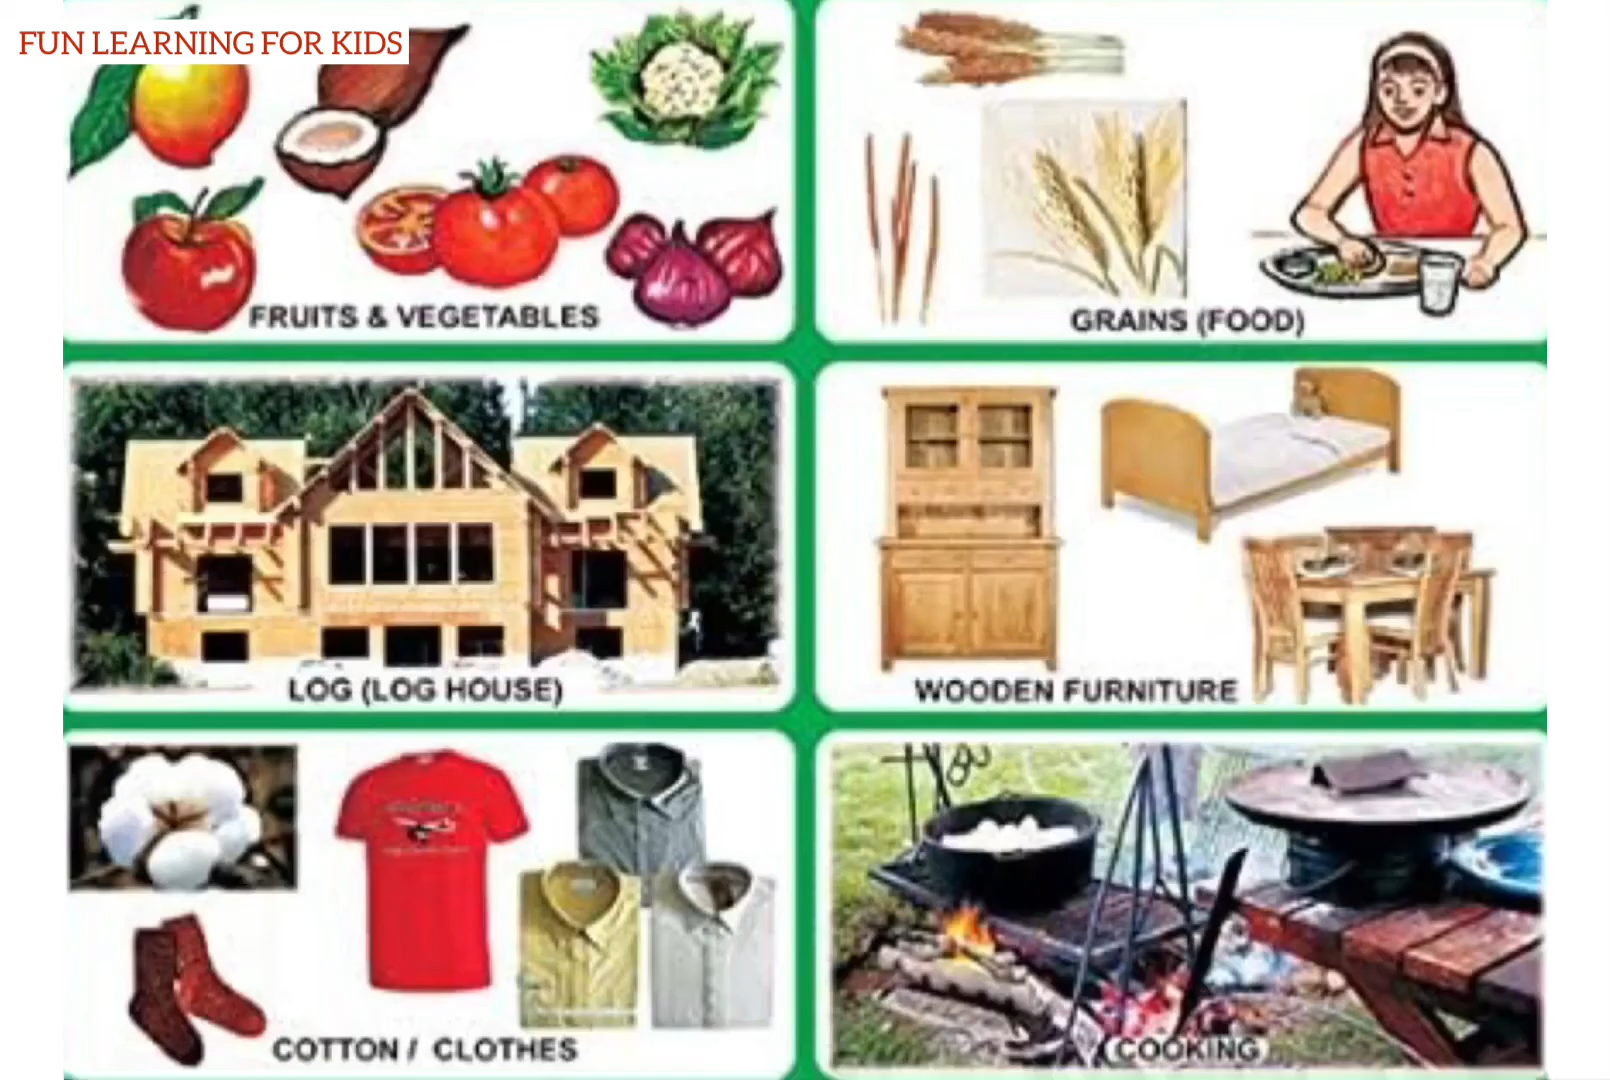 FUN LEARNING FOR KIDS
FRUITS & VEGETABLES
GRAINS (FOOD)
LOG (LOG HOUSE)
WOODEN FURNITURE
COTTON / CLOTHES
COOKING